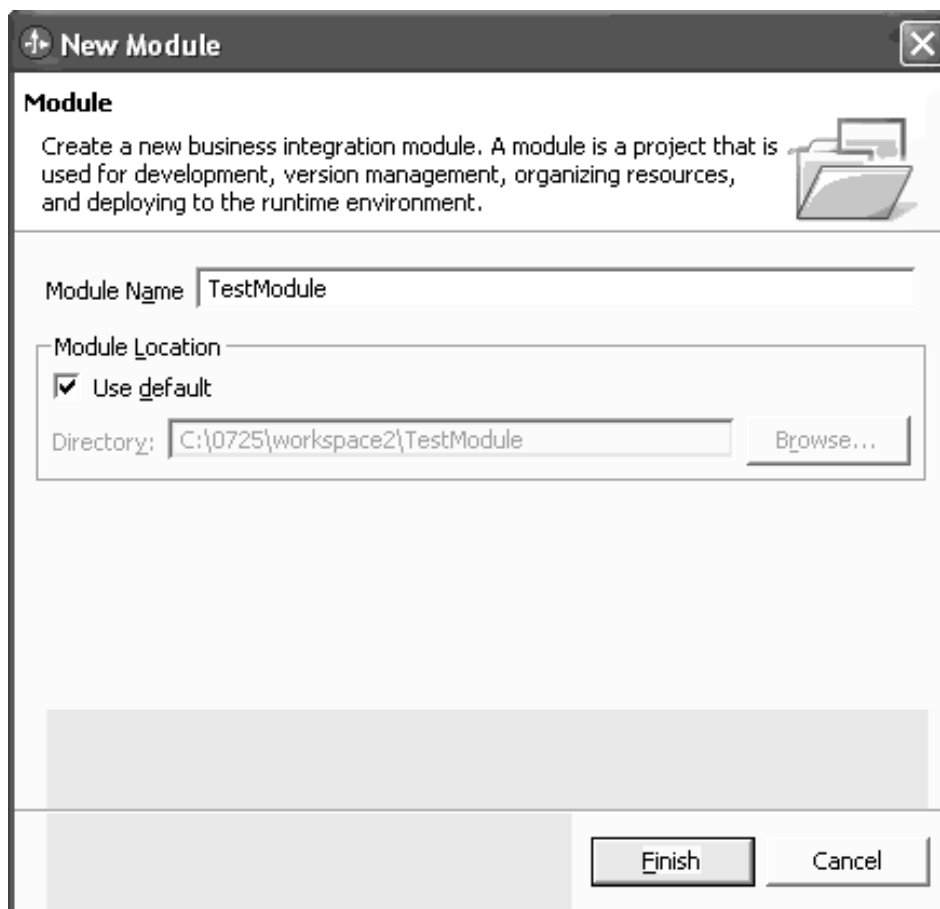 New Module
Module
Create a new business integration module. A module is a project that is
used for development, version management, organizing resources,
and deploying to the runtime environment.
Module Name TestModule
Module Location
Use default
Directory: C:\0725\workspace2\TestModule Browse...
Finish Cancel